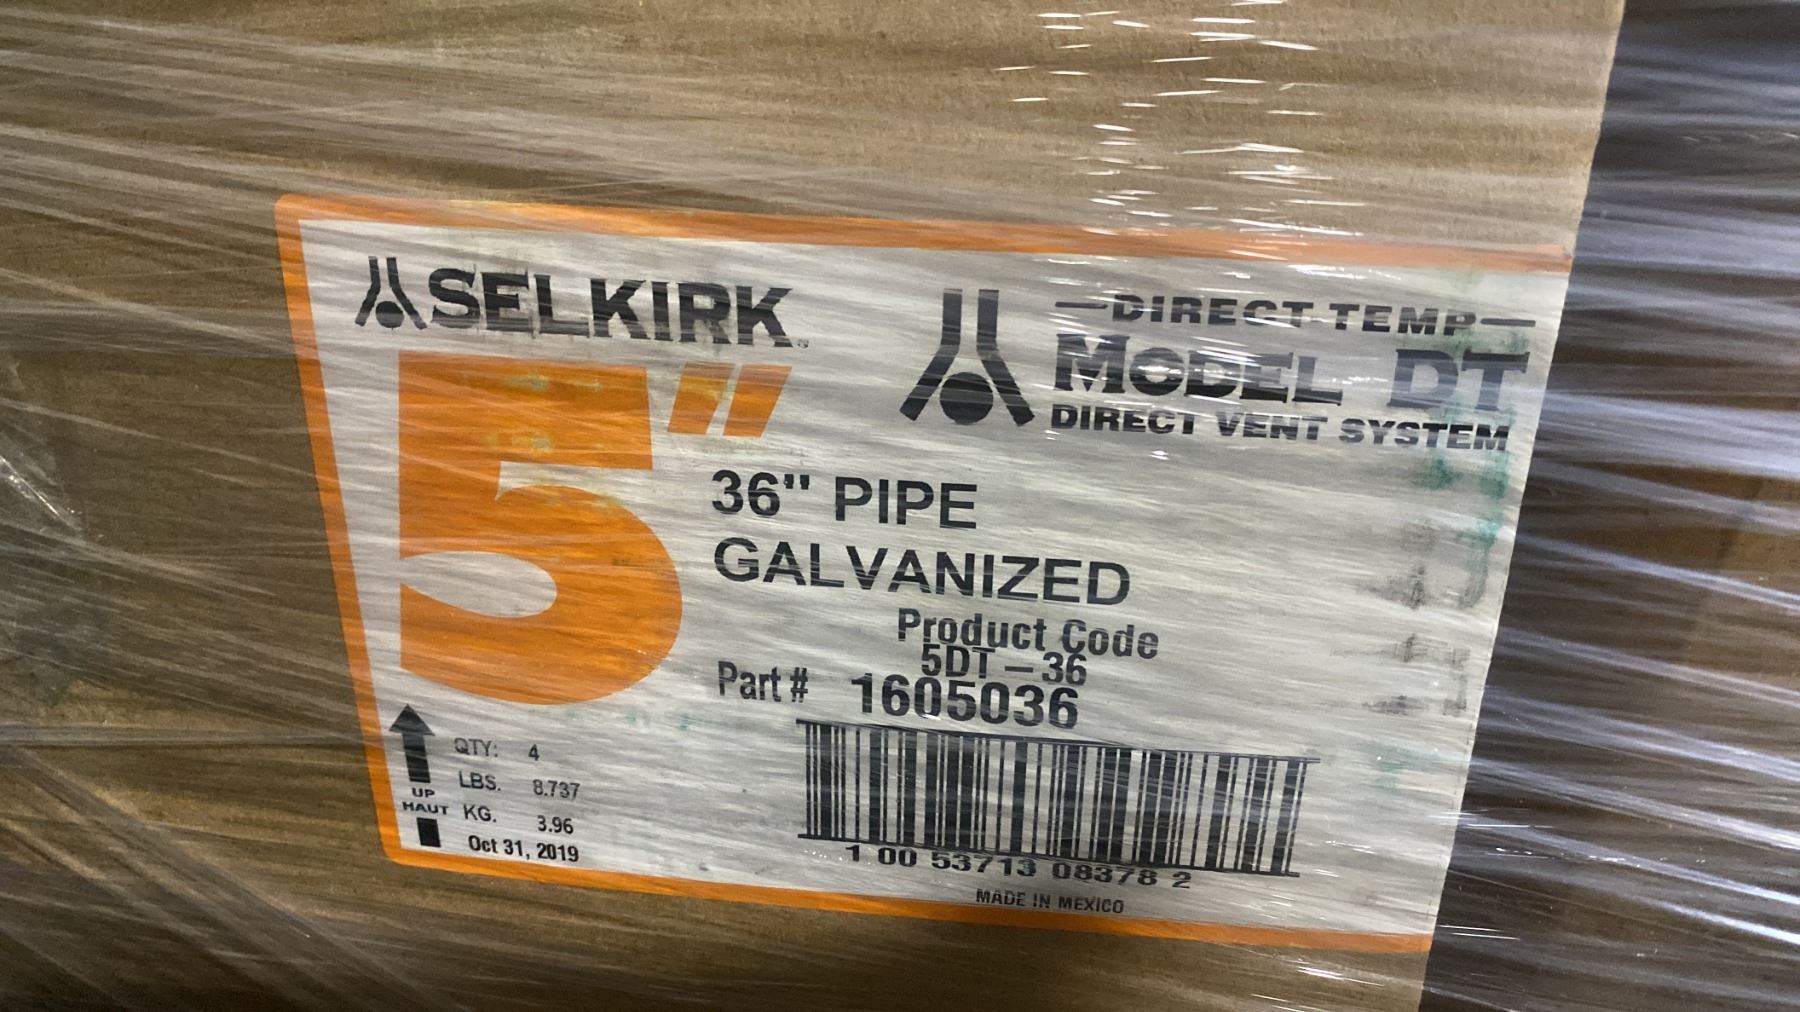 SELKIRK
DIRECT TEMP
MODEL DT
DIRECT VENT SYSTEM
5"
36" PIPE
GALVANIZED
Product Code
5DT - 36
Part # 1605036
UP
HAUT
QTY: 4
LBS. 8.737
KG. 3.96
Oct 31, 2019
1 00 53713 08378 2
MADE IN MEXICO